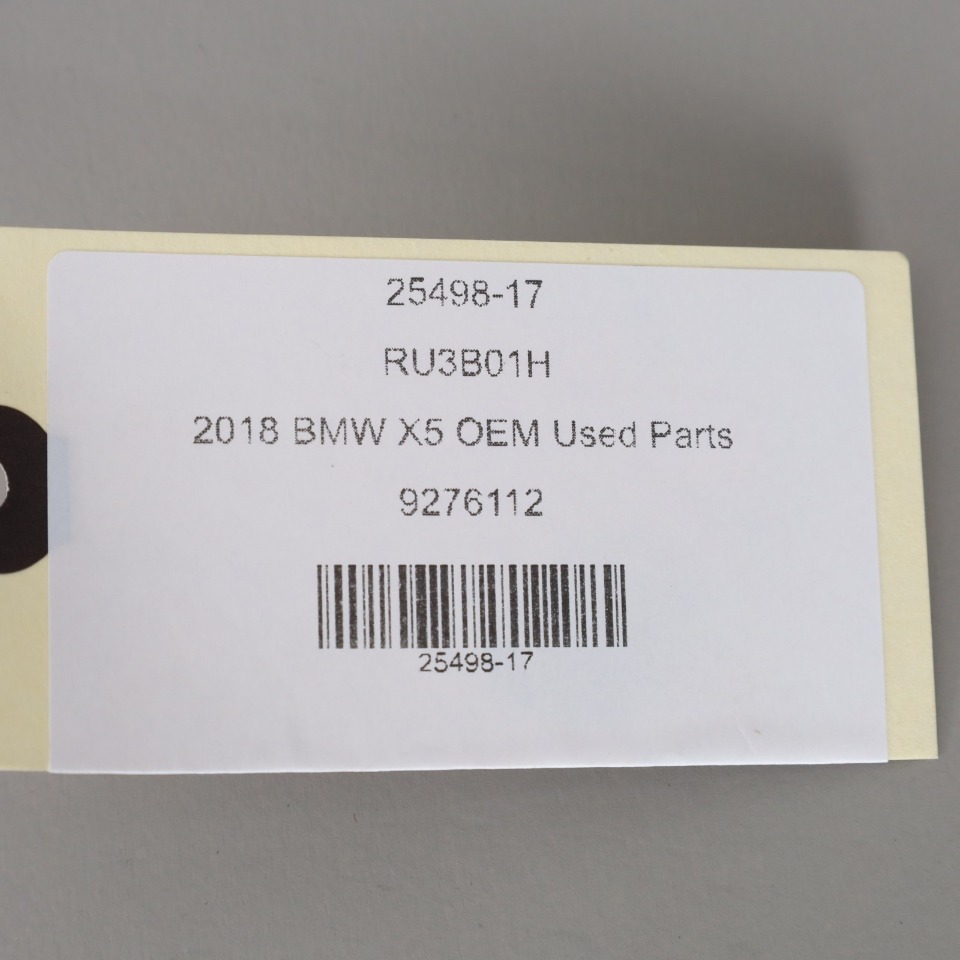 25498-17
RU3B01H
2018 BMW X5 OEM Used Parts
9276112
25498-17